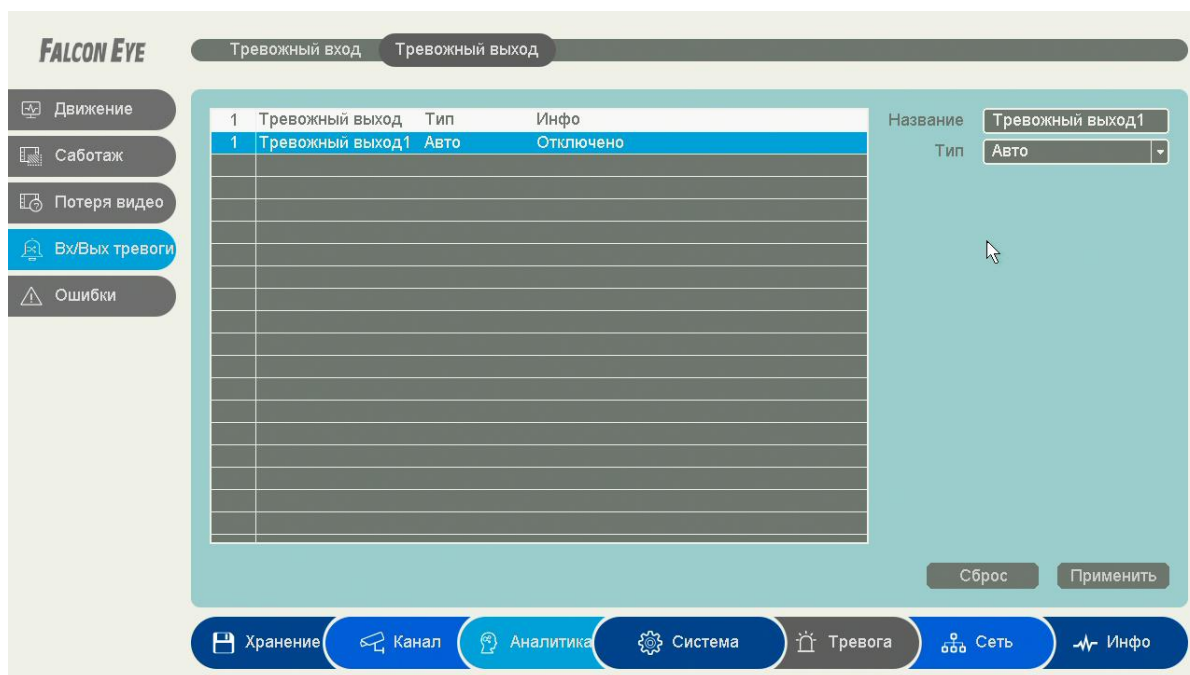 FALCON EYE
Тревожный вход Тревожный выход
Движение
Саботаж
Потеря видео
Вх/Вых тревоги
Ошибки
1 Тревожный выход Тип Инфо
1 Тревожный выход1 Авто Отключено
Название Тревожный выход1
Тип Авто
Сброс Применить
Хранение Канал Аналитика Система Тревога Сеть Инфо